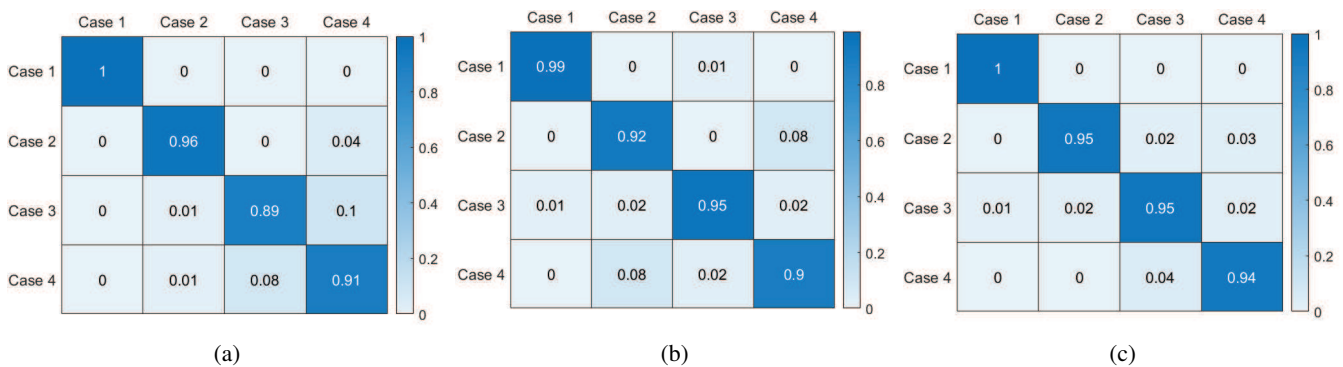 Case 1 Case 2 Case 3 Case 4
Case 1 1 0 0 0
Case 2 0 0.96 0 0.04
Case 3 0 0.01 0.89 0.1
Case 4 0 0.01 0.08 0.91
1
0.8
0.6
0.4
0.2
0
(a)
Case 1 Case 2 Case 3 Case 4
Case 1 0.99 0 0.01 0
Case 2 0 0.92 0 0.08
Case 3 0.01 0.02 0.95 0.02
Case 4 0 0.08 0.02 0.9
0.8
0.6
0.4
0.2
0
(b)
Case 1 Case 2 Case 3 Case 4
Case 1 1 0 0 0
Case 2 0 0.95 0.02 0.03
Case 3 0.01 0.02 0.95 0.02
Case 4 0 0 0.04 0.94
1
0.8
0.6
0.4
0.2
0
(c)